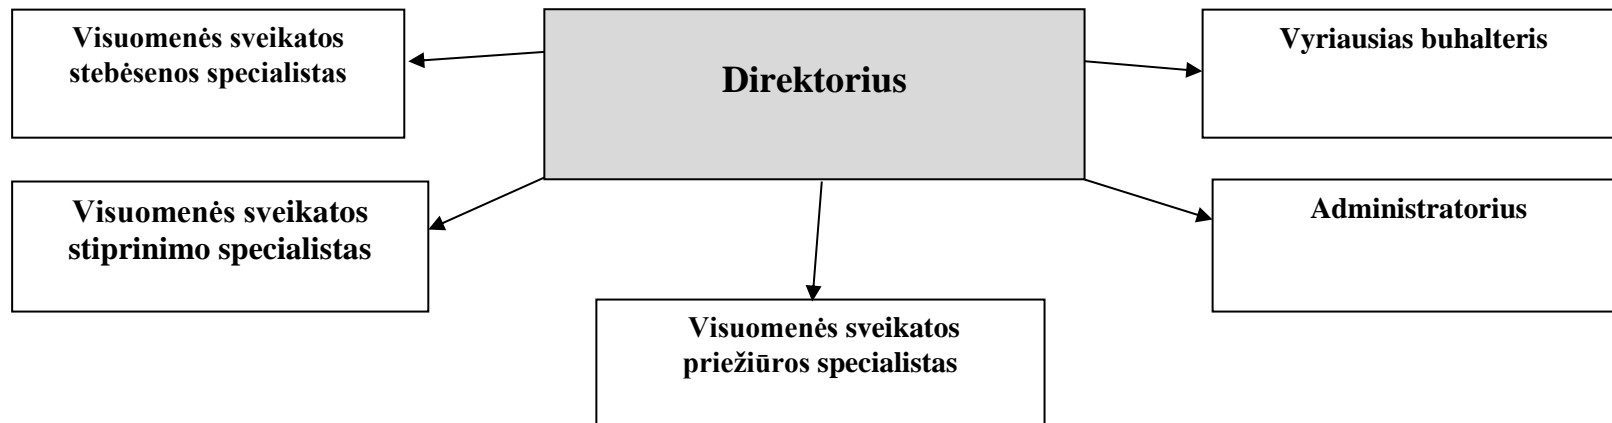 Visuomenės sveikatos
stebėsenos specialistas
Direktorius
Vyriausias buhalteris
Visuomenės sveikatos
stiprinimo specialistas
Administratorius
Visuomenės sveikatos
priežiūros specialistas